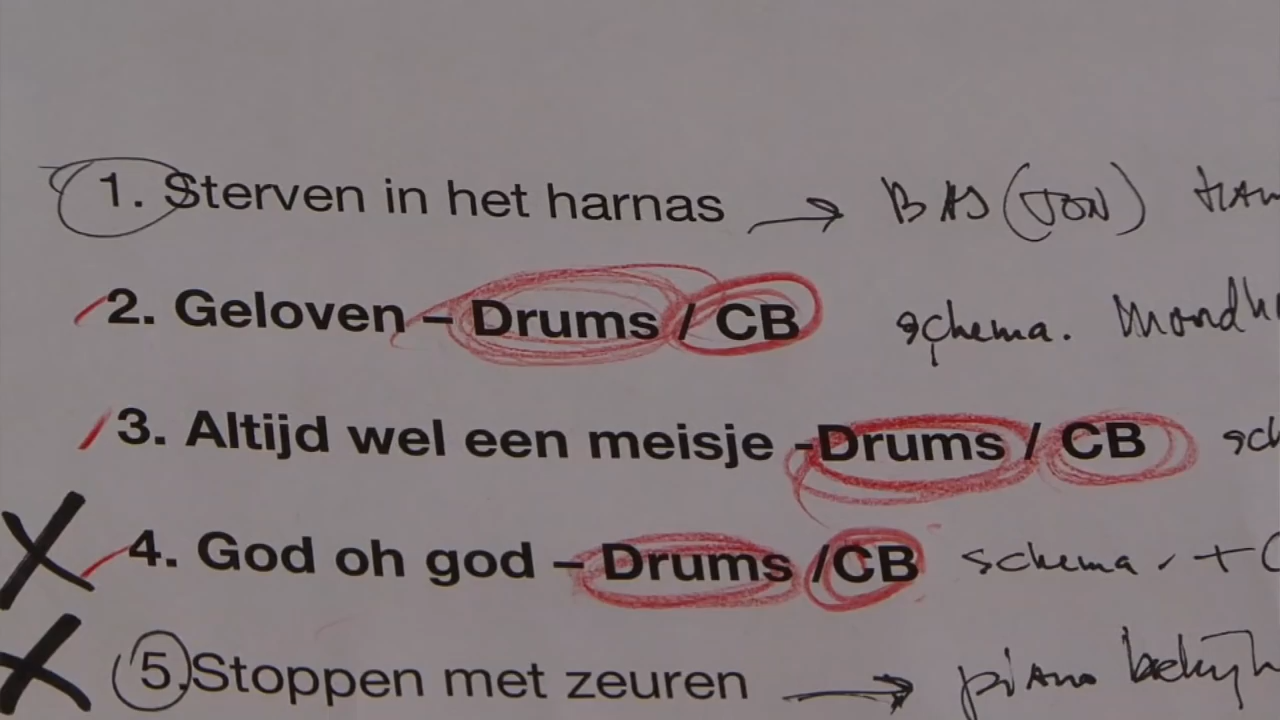 1. Sterven in het harnas → BAS (TON)
2. Geloven – Drums / CB schema.
3. Altijd wel een meisje -Drums / CB
4. God oh god – Drums /CB schema. +
5. Stoppen met zeuren → piano